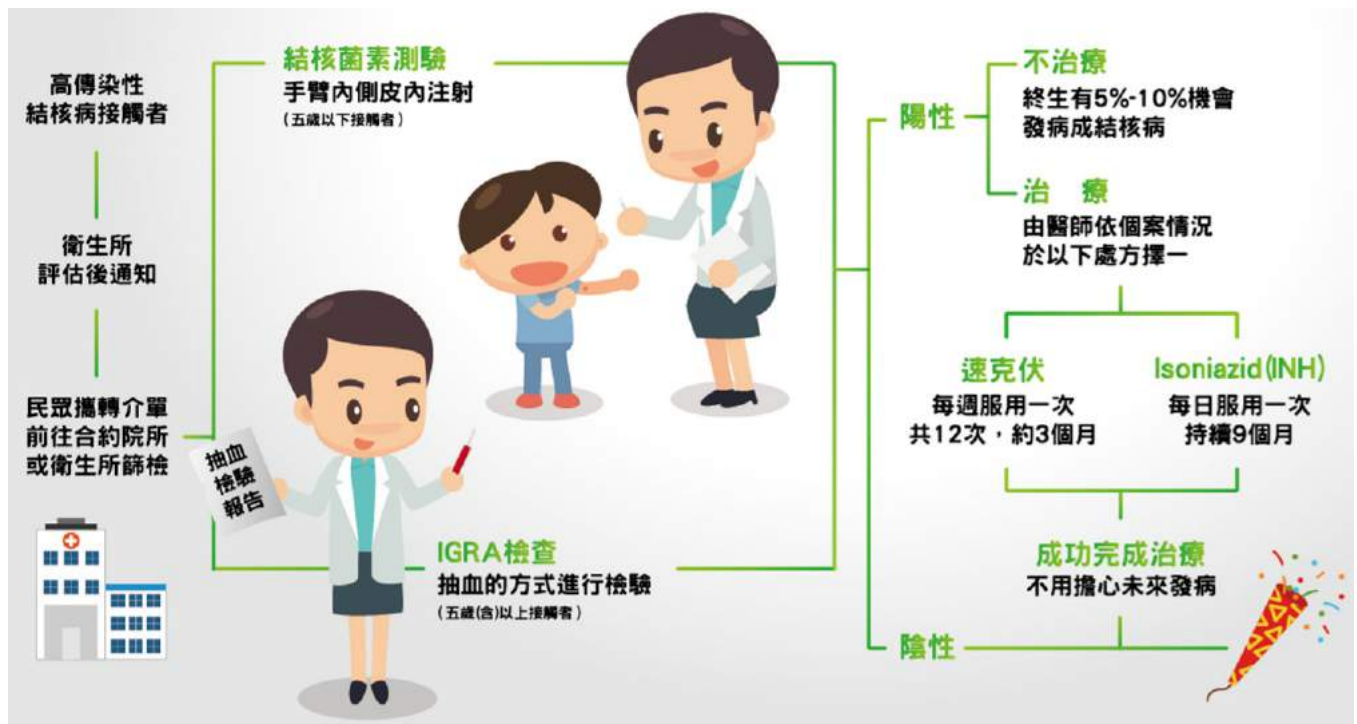 高傳染性
結核病接觸者
衛生所
評估後通知
民眾攜轉介單
前往合約院所
或衛生所篩檢
結核菌素測驗
手臂內側皮內注射
(五歲以下接觸者)
抽血
檢驗
報告
IGRA檢查
抽血的方式進行檢驗
(五歲(含)以上接觸者)
陽性
不治療
終生有5%-10%機會
發病成結核病
治 療
由醫師依個案情況
於以下處方擇一
速克伏
每週服用一次
共12次,約3個月
Isoniazid(INH)
每日服用一次
持續9個月
成功完成治療
不用擔心未來發病
陰性